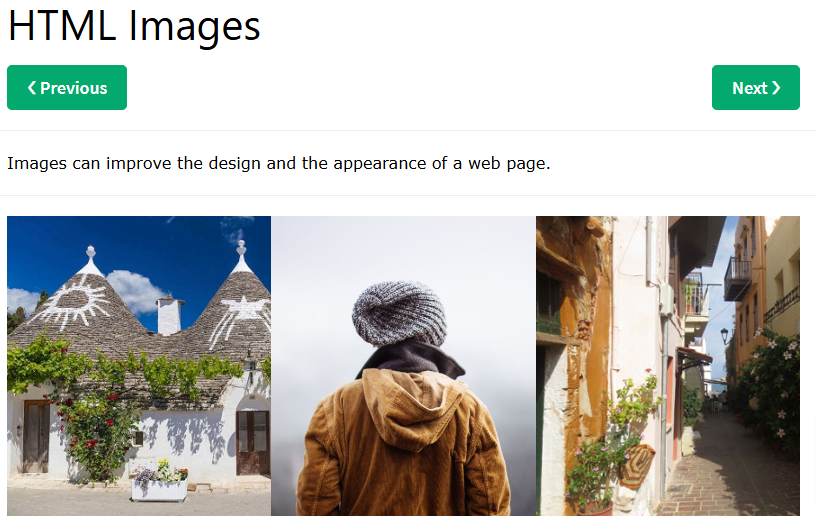 HTML Images
❮ Previous
Next ❯
Images can improve the design and the appearance of a web page.